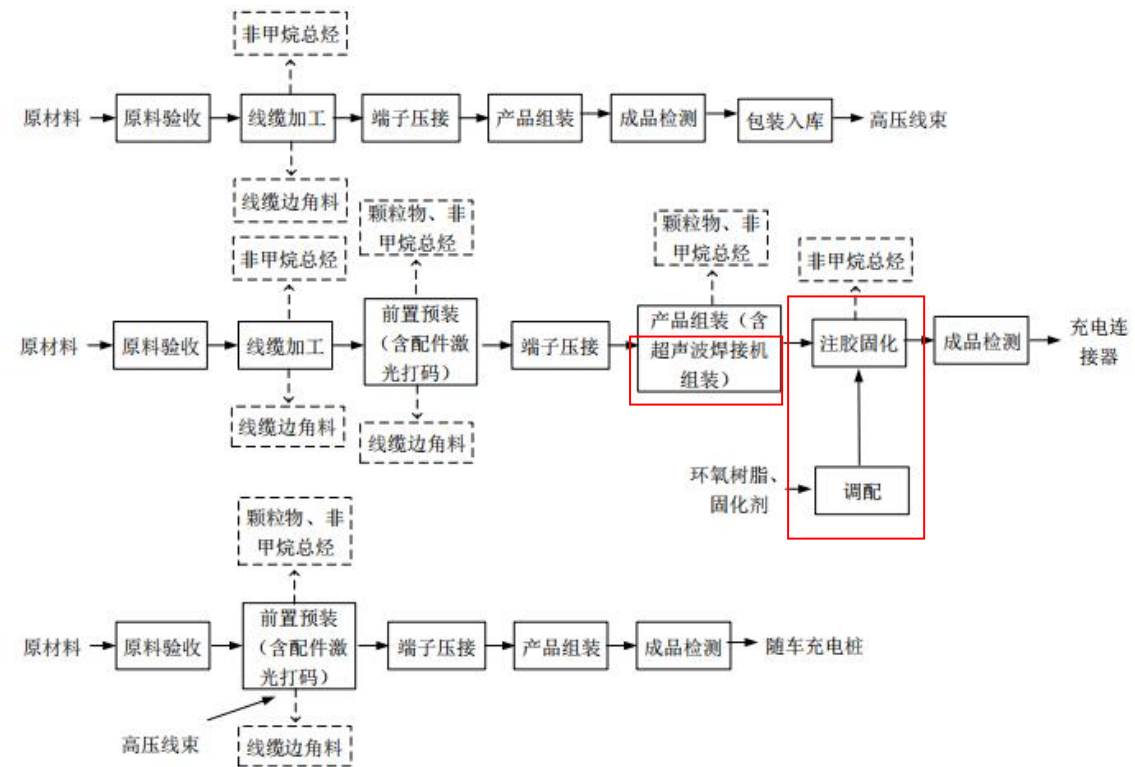 非甲烷总烃
原材料
原料验收
线缆加工
端子压接
产品组装
成品检测
包装入库
高压线束
线缆边角料
非甲烷总烃
颗粒物、非
甲烷总烃
颗粒物、非
甲烷总烃
非甲烷总烃
原材料
原料验收
线缆加工
前置预装
（含配件激
光打码）
端子压接
产品组装（含
超声波焊接机
组装）
注胶固化
成品检测
充电连
接器
线缆边角料
线缆边角料
环氧树脂、
固化剂
调配
颗粒物、非
甲烷总烃
原材料
原料验收
前置预装
（含配件激
光打码）
端子压接
产品组装
成品检测
随车充电桩
高压线束
线缆边角料